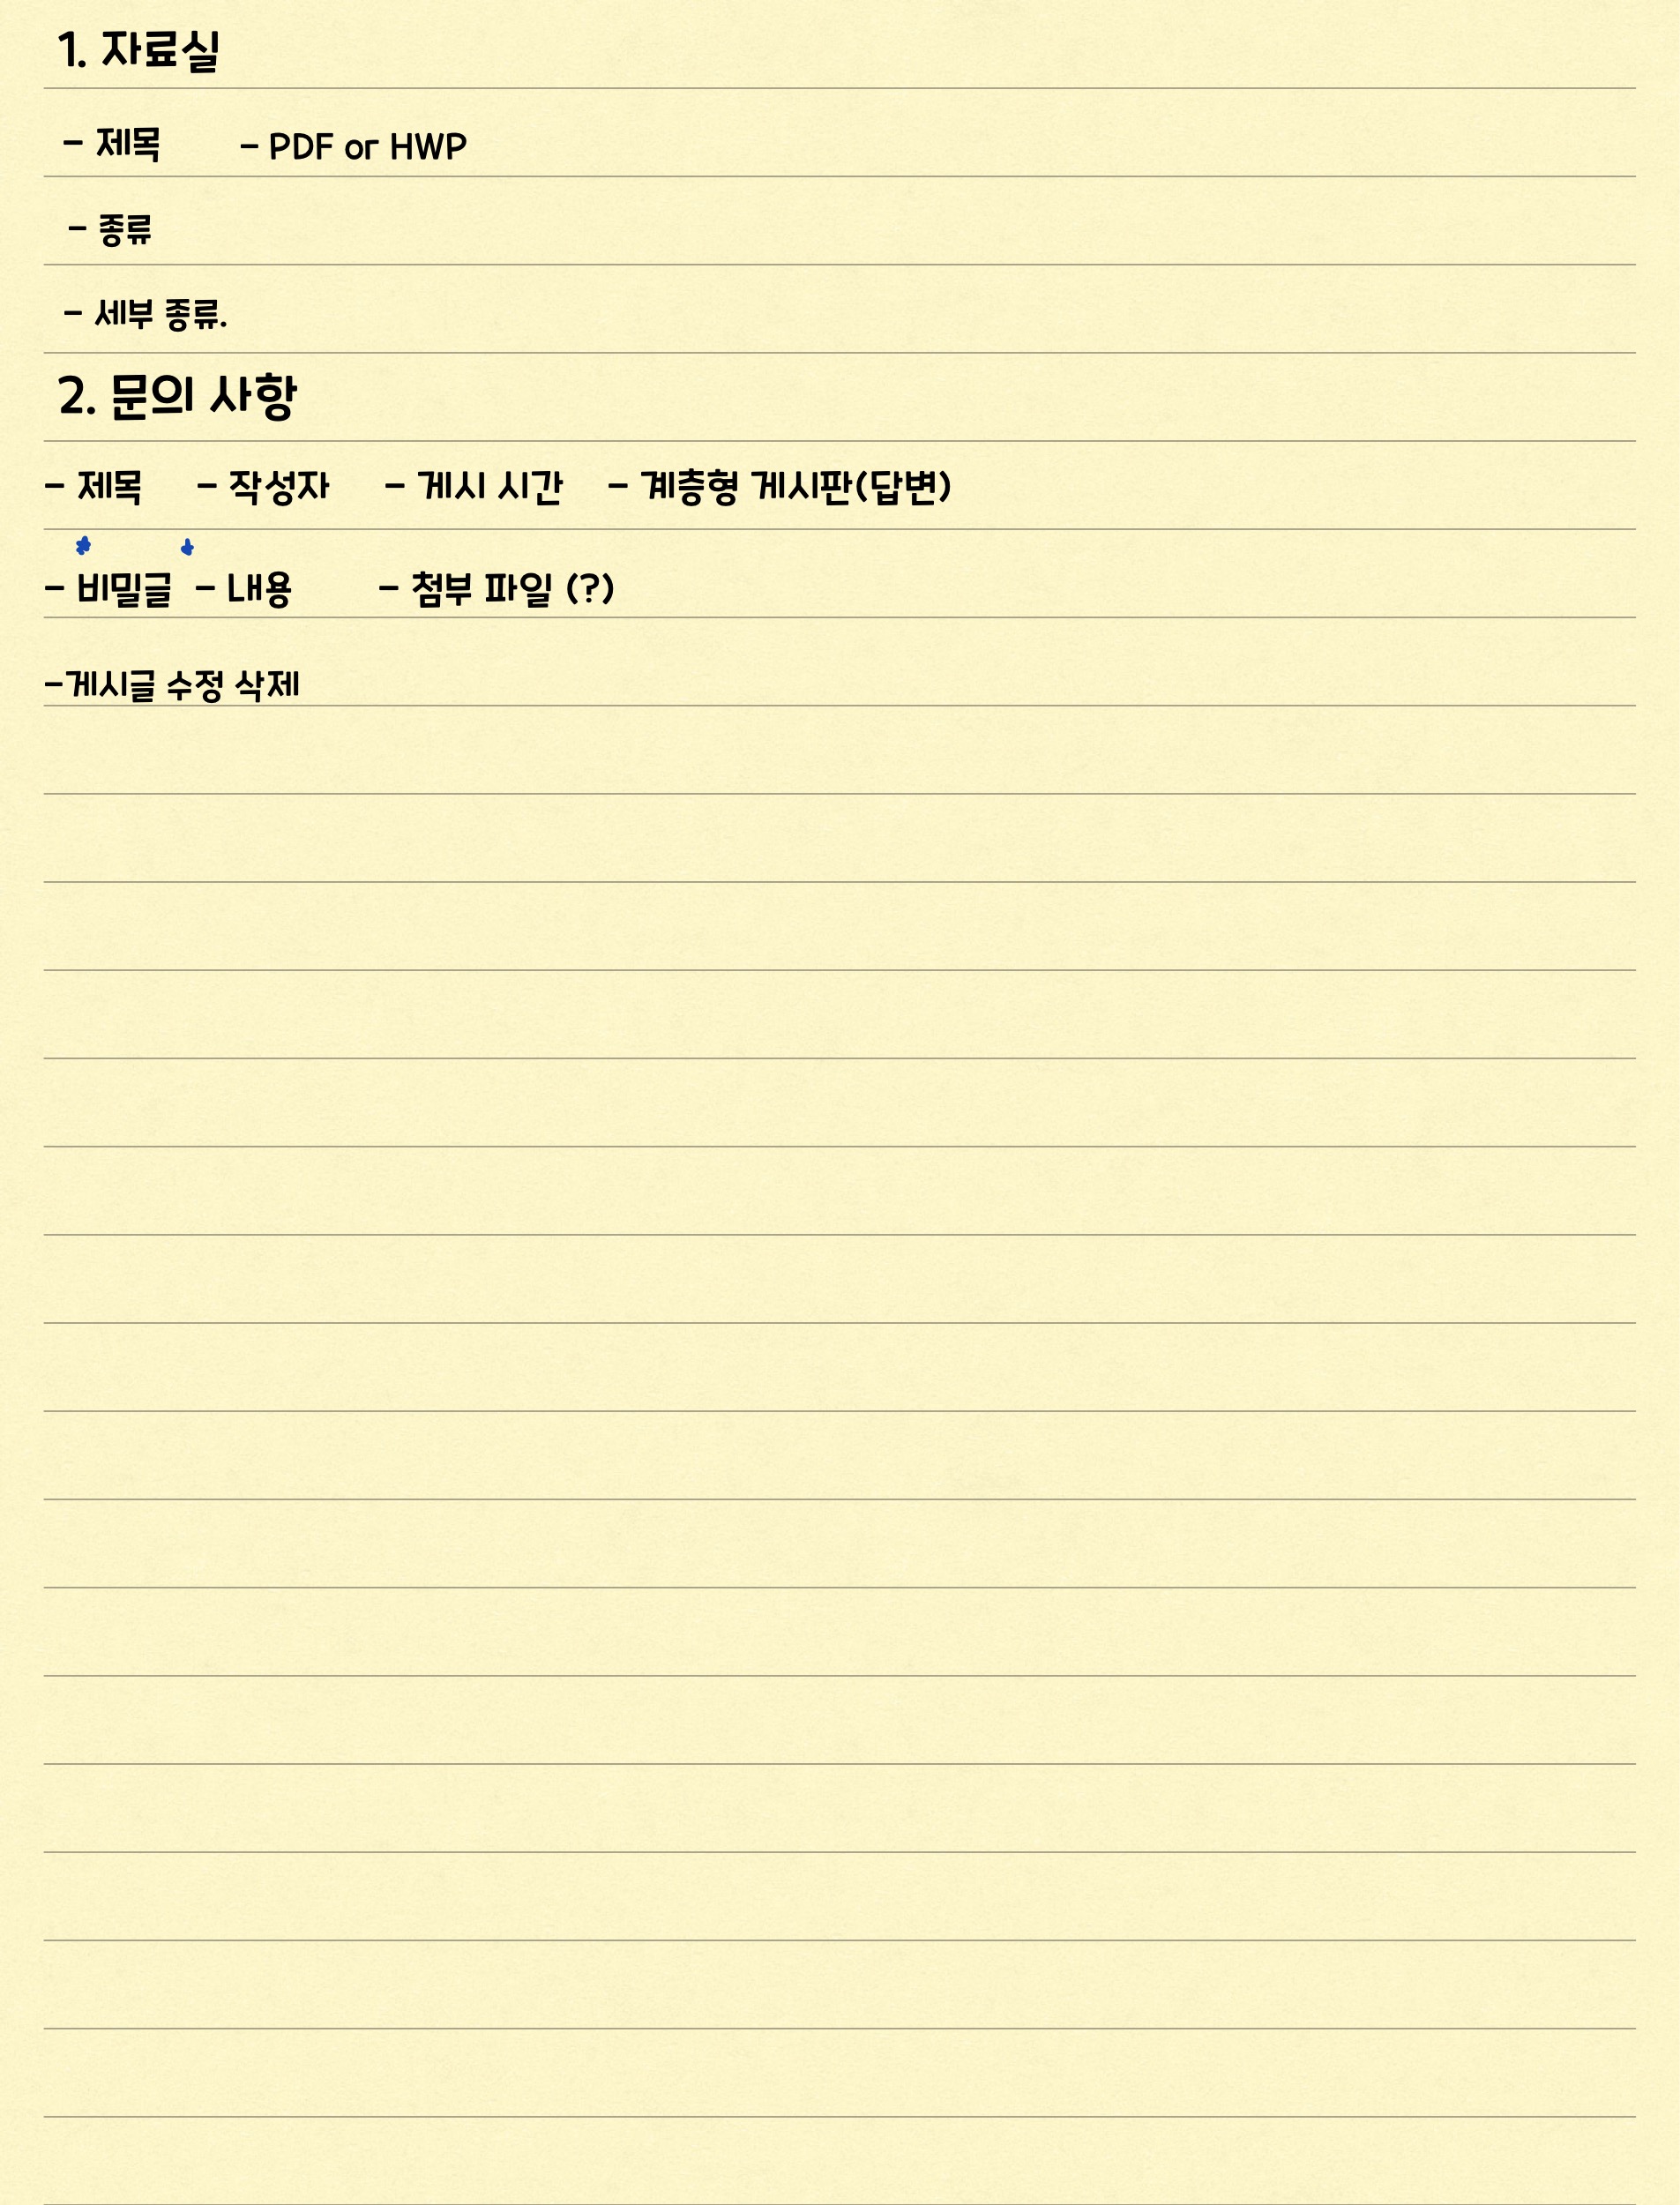 1. 자료실
- 제목 - PDF or HWP
- 종류
- 세부 종류.
2. 문의 사항
- 제목 - 작성자 - 게시 시간 - 계층형 게시판(답변)
- 비밀글 - 내용 - 첨부 파일 (?)
-게시글 수정 삭제